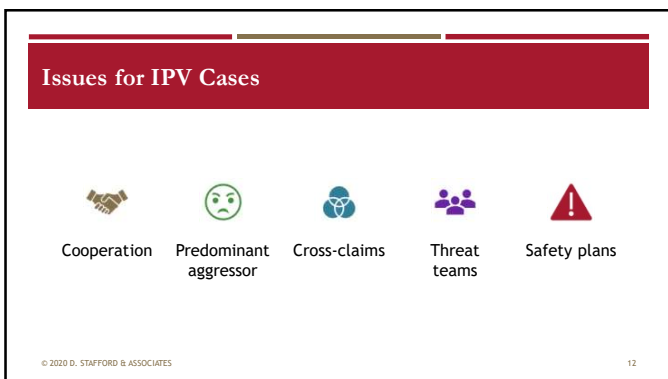 Issues for IPV Cases
Cooperation
Predominant
aggressor
Cross-claims
Threat
teams
Safety plans
© 2020 D. STAFFORD & ASSOCIATES
12